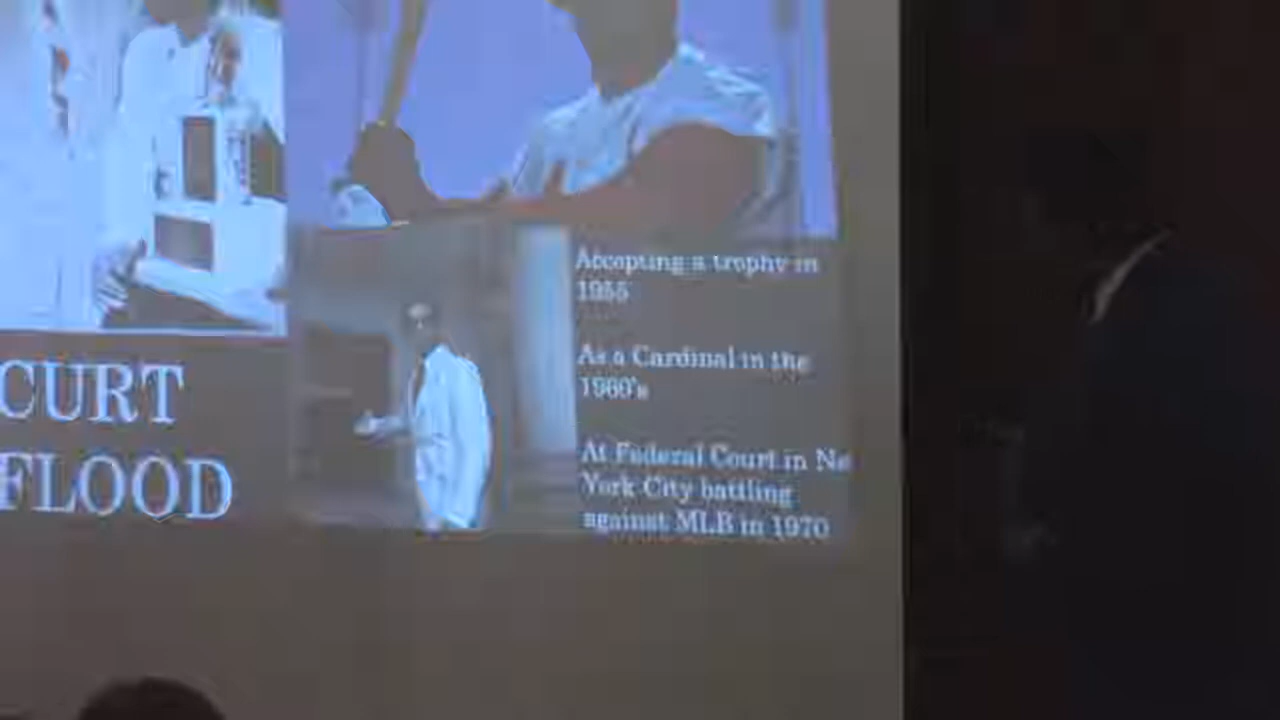 CURT
FLOOD
Accepting a trophy in
1955
As a Cardinal in the
1960's
At Federal Court in Ne
York City battling
against MLB in 1970